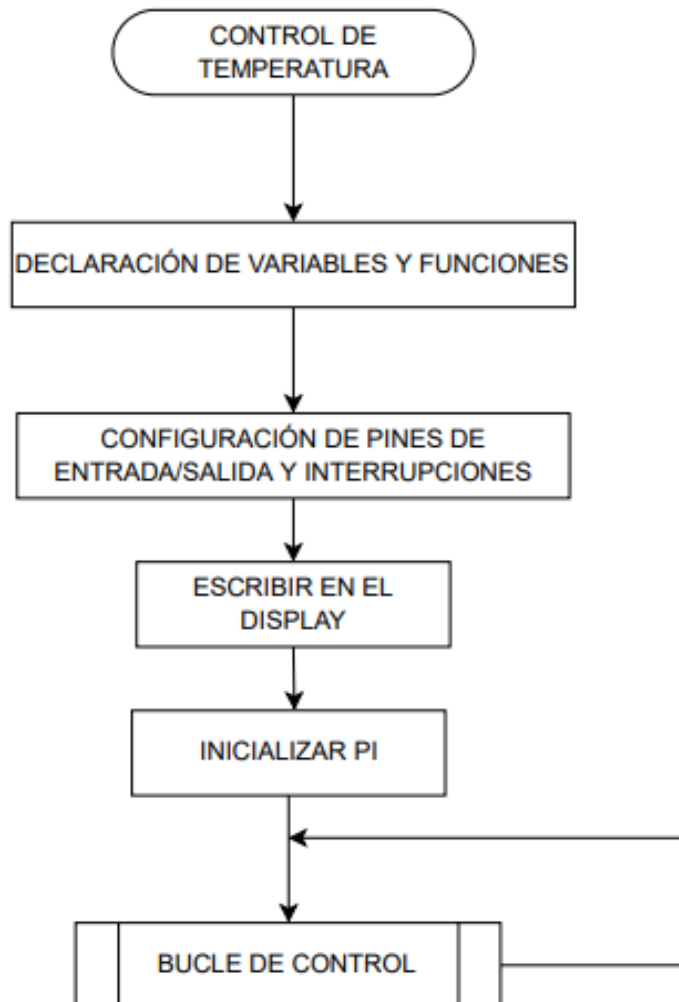 CONTROL DE
TEMPERATURA
DECLARACIÓN DE VARIABLES Y FUNCIONES
CONFIGURACIÓN DE PINES DE
ENTRADA/SALIDA Y INTERRUPCIONES
ESCRIBIR EN EL
DISPLAY
INICIALIZAR PI
BUCLE DE CONTROL